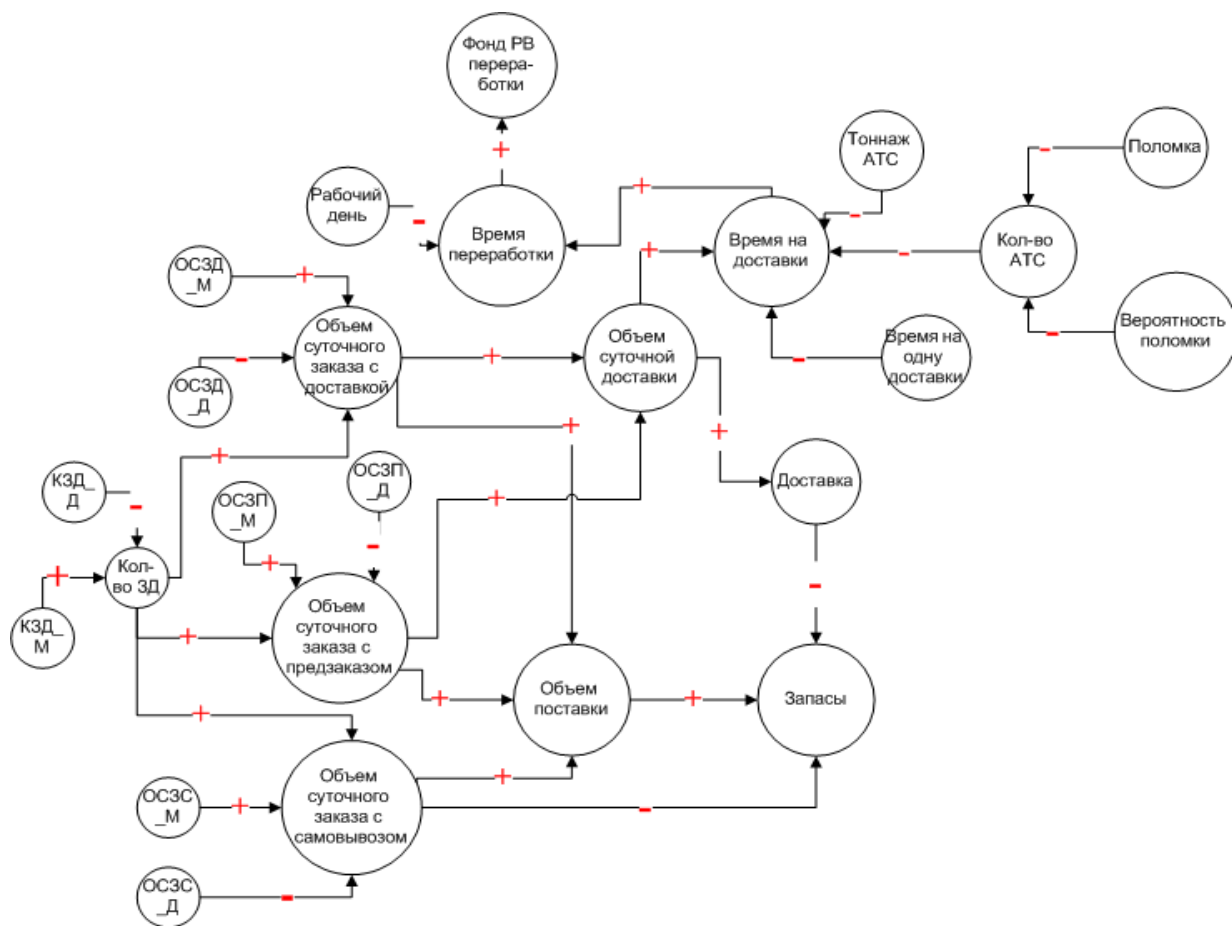 Фонд РВ
перера-
ботки
+
Тоннаж
АТС
-
Поломка
-
Рабочий
день
-
Время
переработки
+
Время на
доставки
-
Кол-во
АТС
+
ОСЗД
_М
+
Объем
суточного
заказа с
доставкой
+
Объем
суточной
доставки
-
Время на
одну
доставки
-
Вероятность
поломки
ОСЗД
_Д
-
+
+
КЗД_
Д
-
+
ОСЗП
_М
+
ОСЗП
_Д
-
+
Доставка
-
Кол-
во ЗД
+
КЗД_
М
+
Объем
суточного
заказа с
предзаказом
+
Объем
поставки
+
Запасы
+
ОСЗС
_М
+
Объем
суточного
заказа с
самовывозом
+
-
ОСЗС
_Д
-